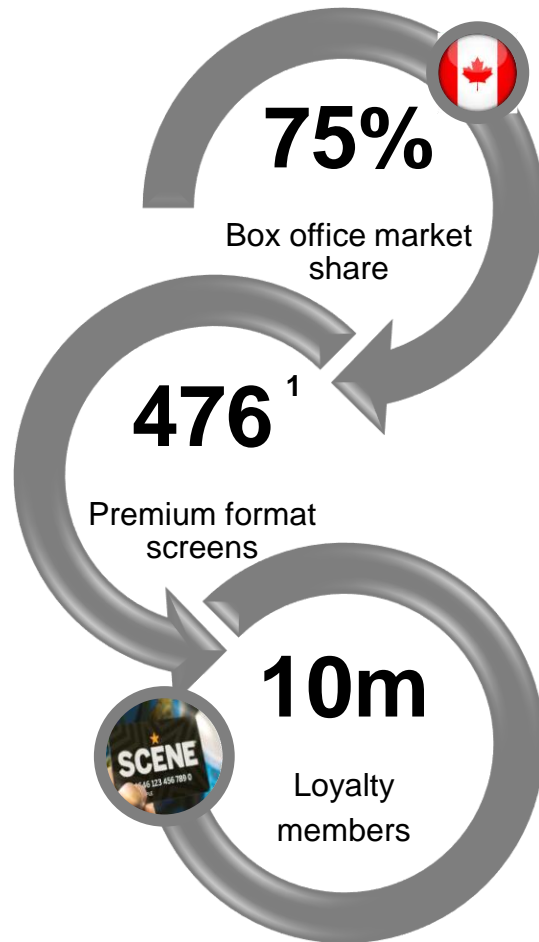 75%
Box office market
share
476 1
Premium format
screens
10m
SCENE
Loyalty
members